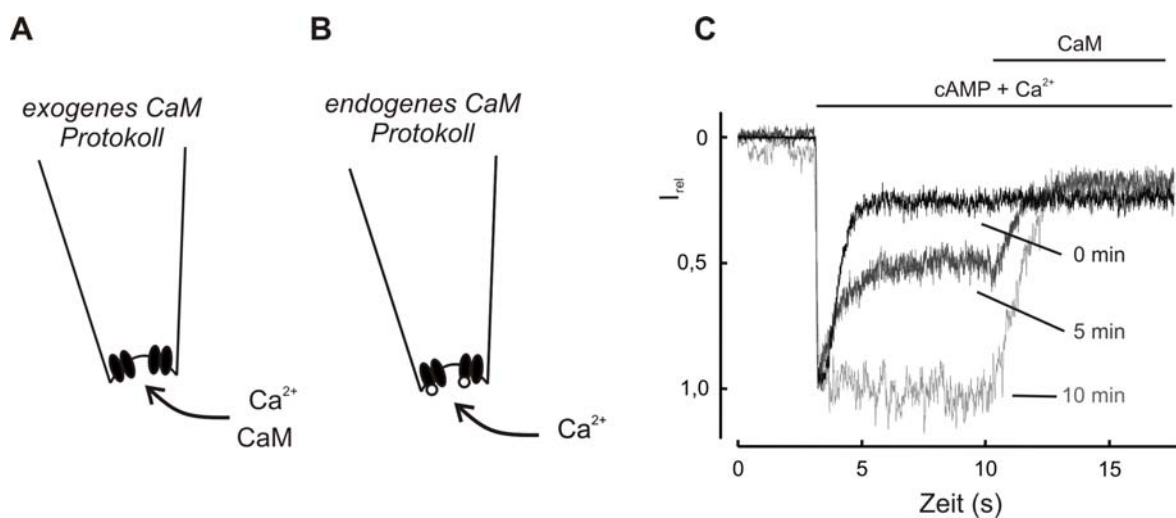 A
exogenes CaM
Protokoll
Ca²⁺
CaM
B
endogenes CaM
Protokoll
Ca²⁺
C
CaM
cAMP + Ca²⁺
0
0,5
1,0
I_rel
0 min
5 min
10 min
0 5 10 15
Zeit (s)